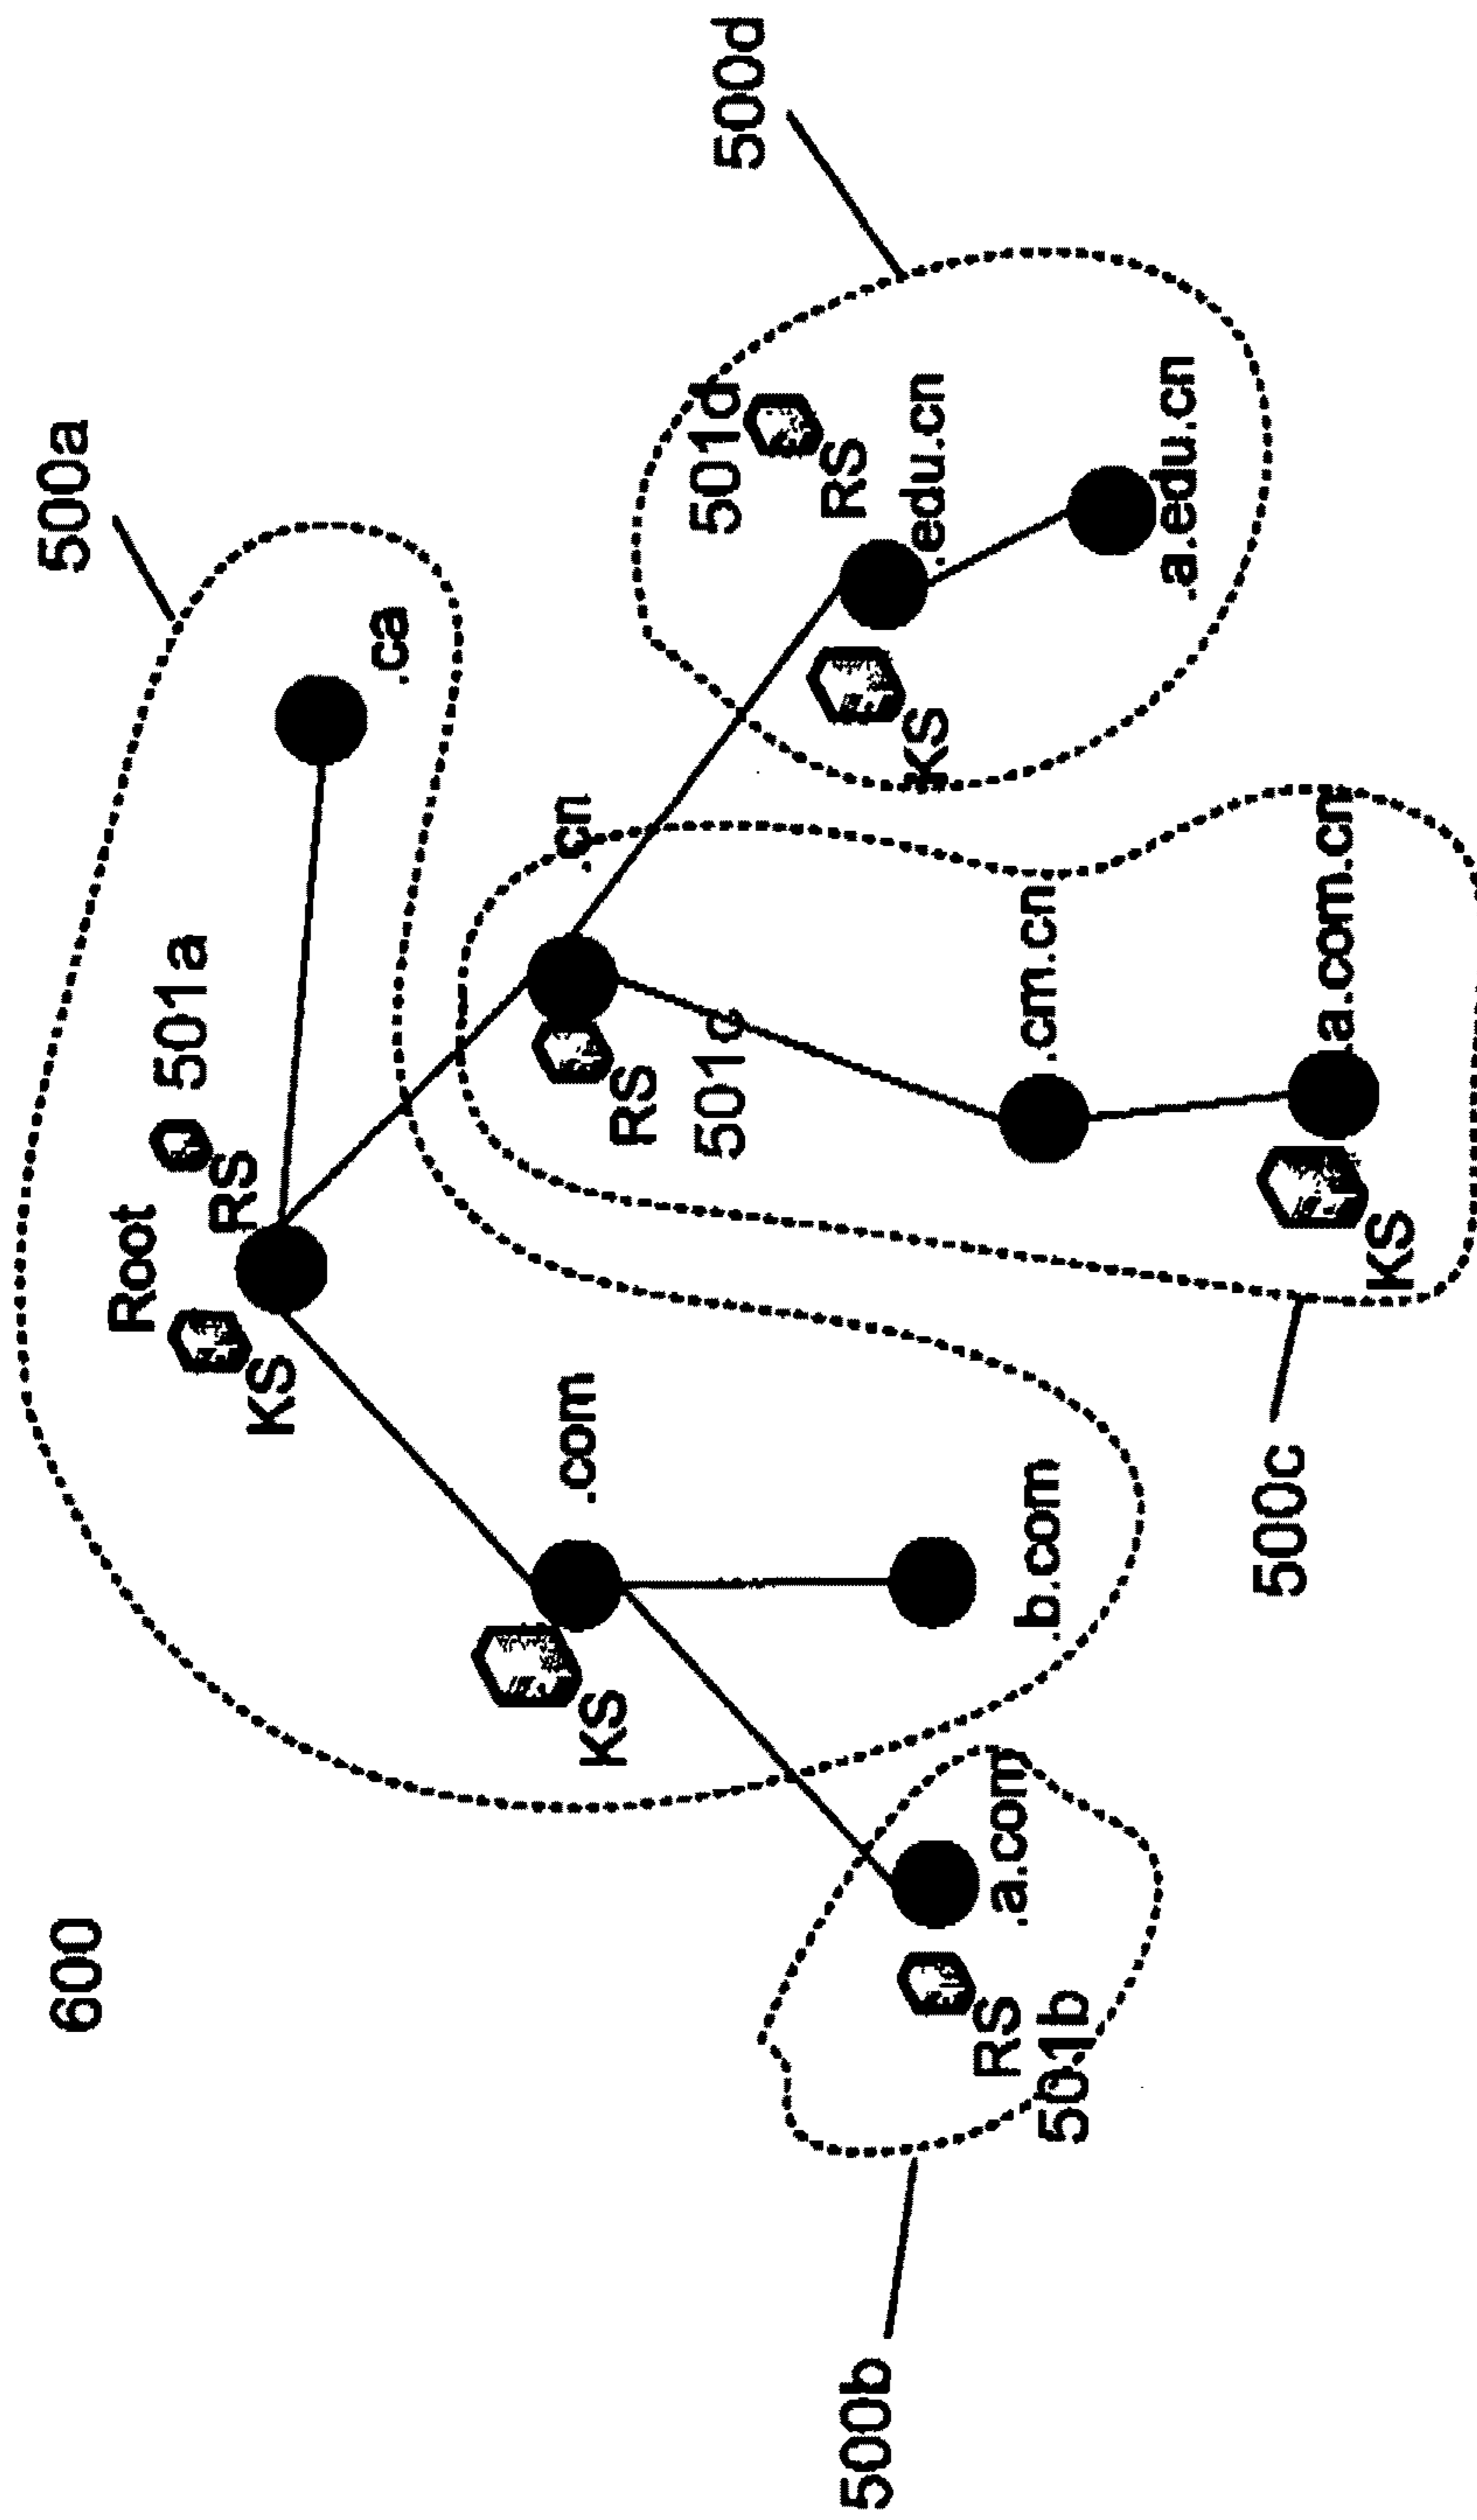 600
500a
Root
501a
RS
KS
.ca
.com
KS
.cn
RS
501c
500d
501d
RS
.edu.cn
KS
.a.edu.cn
.b.com
.cm.cn
.a.com
RS
501b
500b
.a.com.cn
KS
500c